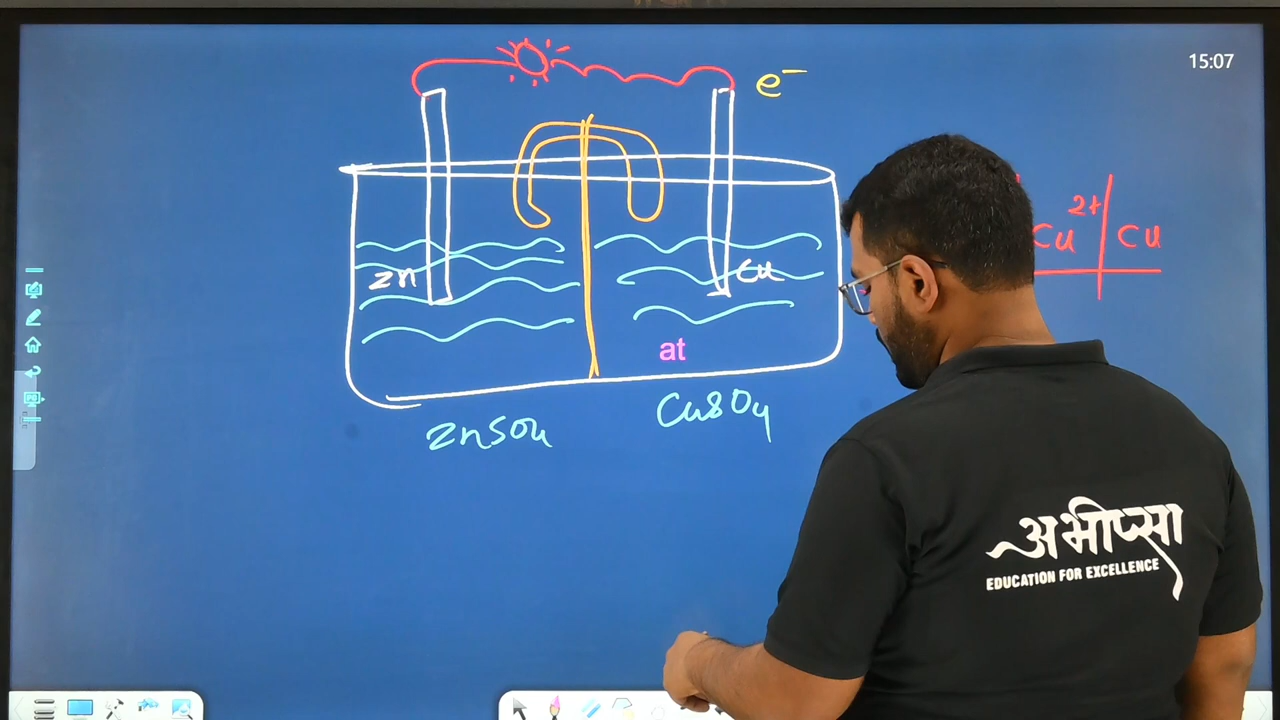 15:07
e⁻
Cu²⁺ | Cu
Zn
Cu
at
ZnSO₄
CuSO₄
अभीप्सा
EDUCATION FOR EXCELLENCE